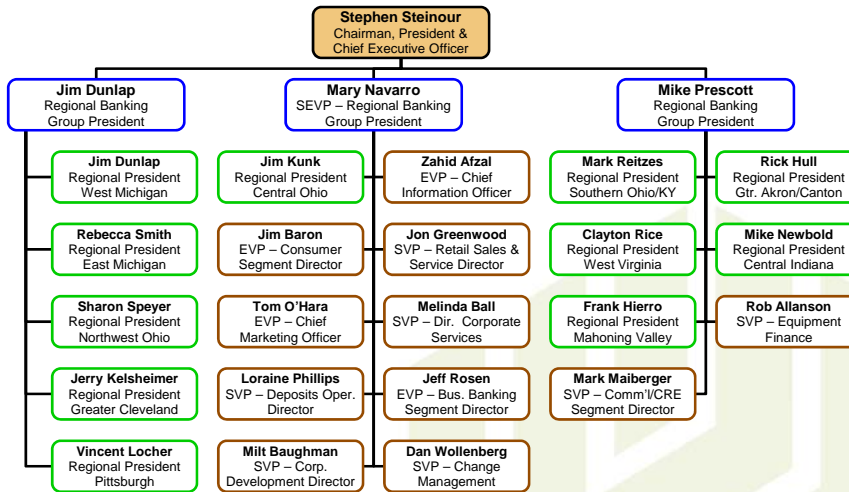 Stephen Steinour
Chairman, President &
Chief Executive Officer
Jim Dunlap
Regional Banking
Group President
Mary Navarro
SEVP – Regional Banking
Group President
Mike Prescott
Regional Banking
Group President
Jim Dunlap
Regional President
West Michigan
Jim Kunk
Regional President
Central Ohio
Zahid Afzal
EVP – Chief
Information Officer
Mark Reitzes
Regional President
Southern Ohio/KY
Rick Hull
Regional President
Gtr. Akron/Canton
Rebecca Smith
Regional President
East Michigan
Jim Baron
EVP – Consumer
Segment Director
Jon Greenwood
SVP – Retail Sales &
Service Director
Clayton Rice
Regional President
West Virginia
Mike Newbold
Regional President
Central Indiana
Sharon Speyer
Regional President
Northwest Ohio
Tom O'Hara
EVP – Chief
Marketing Officer
Melinda Ball
SVP – Dir. Corporate
Services
Frank Hierro
Regional President
Mahoning Valley
Rob Allanson
SVP – Equipment
Finance
Jerry Kelsheimer
Regional President
Greater Cleveland
Loraine Phillips
SVP – Deposits Oper.
Director
Jeff Rosen
EVP – Bus. Banking
Segment Director
Mark Maiberger
SVP – Comm'l/CRE
Segment Director
Vincent Locher
Regional President
Pittsburgh
Milt Baughman
SVP – Corp.
Development Director
Dan Wollenberg
SVP – Change
Management